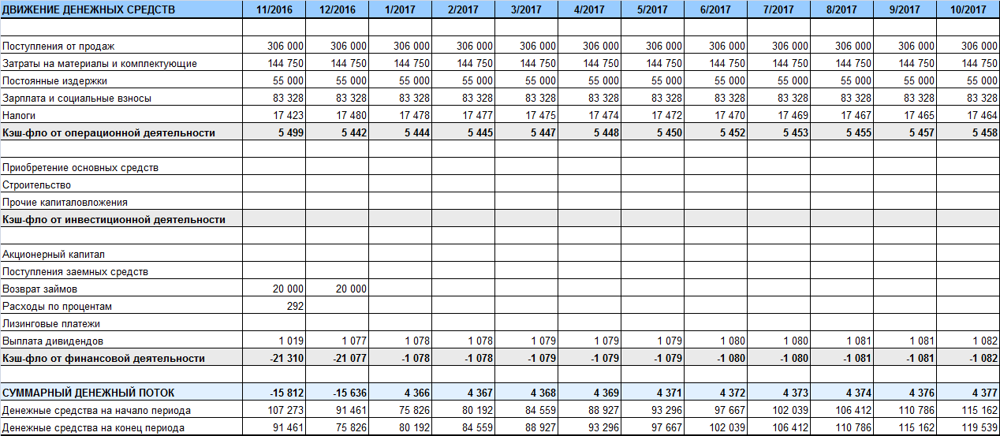 ДВИЖЕНИЕ ДЕНЕЖНЫХ СРЕДСТВ 11/2016 12/2016 1/2017 2/2017 3/2017 4/2017 5/2017 6/2017 7/2017 8/2017 9/2017 10/2017
Поступления от продаж 306 000 306 000 306 000 306 000 306 000 306 000 306 000 306 000 306 000 306 000 306 000 306 000
Затраты на материалы и комплектующие 144 750 144 750 144 750 144 750 144 750 144 750 144 750 144 750 144 750 144 750 144 750 144 750
Постоянные издержки 55 000 55 000 55 000 55 000 55 000 55 000 55 000 55 000 55 000 55 000 55 000 55 000
Зарплата и социальные взносы 83 328 83 328 83 328 83 328 83 328 83 328 83 328 83 328 83 328 83 328 83 328 83 328
Налоги 17 423 17 480 17 478 17 477 17 475 17 474 17 472 17 470 17 469 17 467 17 465 17 464
Кэш-фло от операционной деятельности 5 499 5 442 5 444 5 445 5 447 5 448 5 450 5 452 5 453 5 455 5 457 5 458
Приобретение основных средств
Строительство
Прочие капиталовложения
Кэш-фло от инвестиционной деятельности
Акционерный капитал
Поступления заемных средств
Возврат займов 20 000 20 000
Расходы по процентам 292
Лизинговые платежи
Выплата дивидендов 1 019 1 077 1 078 1 078 1 079 1 079 1 079 1 080 1 080 1 081 1 081 1 082
Кэш-фло от финансовой деятельности -21 310 -21 077 -1 078 -1 078 -1 079 -1 079 -1 079 -1 080 -1 080 -1 081 -1 081 -1 082
СУММАРНЫЙ ДЕНЕЖНЫЙ ПОТОК -15 812 -15 636 4 366 4 367 4 368 4 369 4 371 4 372 4 373 4 374 4 376 4 377
Денежные средства на начало периода 107 273 91 461 75 826 80 192 84 559 88 927 93 296 97 667 102 039 106 412 110 786 115 162
Денежные средства на конец периода 91 461 75 826 80 192 84 559 88 927 93 296 97 667 102 039 106 412 110 786 115 162 119 539